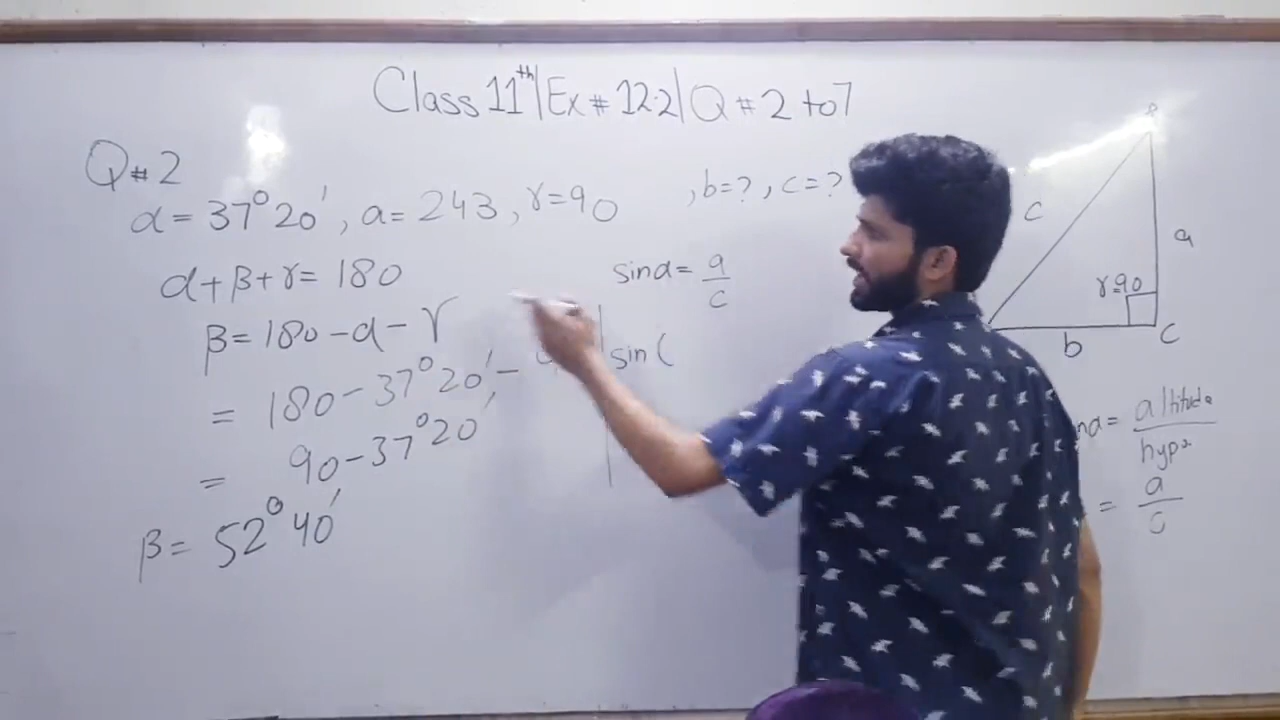 Class 11th | Ex # 12.2 | Q # 2 to 7
Q # 2
α = 37° 20', a = 243, γ = 90 , b = ? , c = ?
α + β + γ = 180
β = 180 - α - γ
= 180 - 37° 20' -
= 90 - 37° 20'
β = 52° 40'
sin α = a/c
sin (
c
a
γ=90
b
C
α = altitude/hyp
= a/c